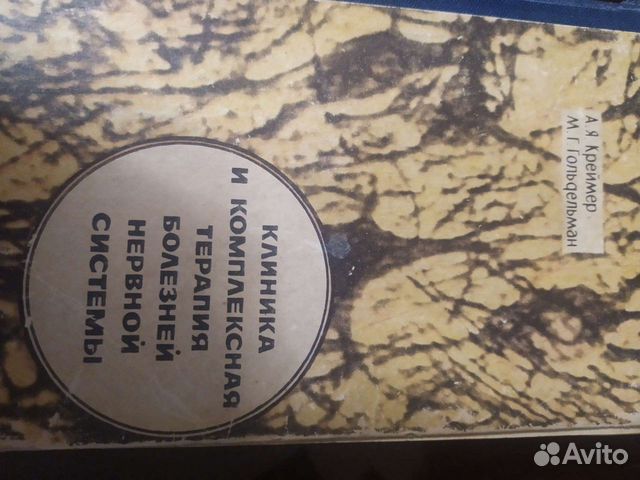 А. Я Креймер
М. Г. Гольдельман
КЛИНИКА
И КОМПЛЕКСНАЯ
ТЕРАПИЯ
БОЛЕЗНЕЙ
НЕРВНОЙ
СИСТЕМЫ
Avito